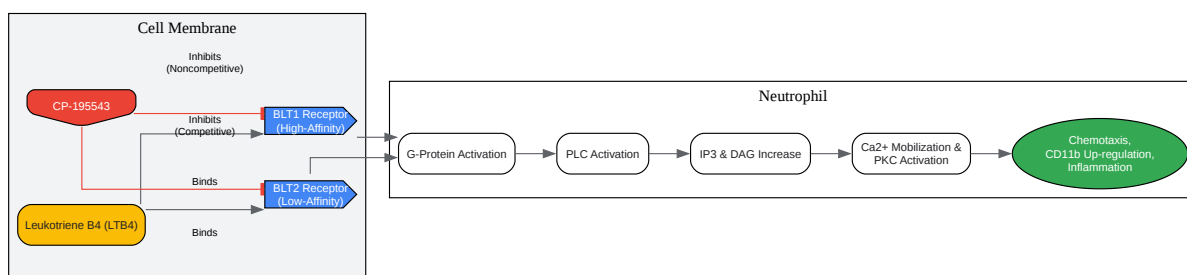 Cell Membrane
Inhibits
(Noncompetitive)
CP-195543
BLT1 Receptor
(High-Affinity)
Inhibits
(Competitive)
Binds
BLT2 Receptor
(Low-Affinity)
Leukotriene B4 (LTB4)
Binds
Neutrophil
G-Protein Activation
PLC Activation
IP3 & DAG Increase
Ca2+ Mobilization &
PKC Activation
Chemotaxis,
CD11b Up-regulation,
Inflammation